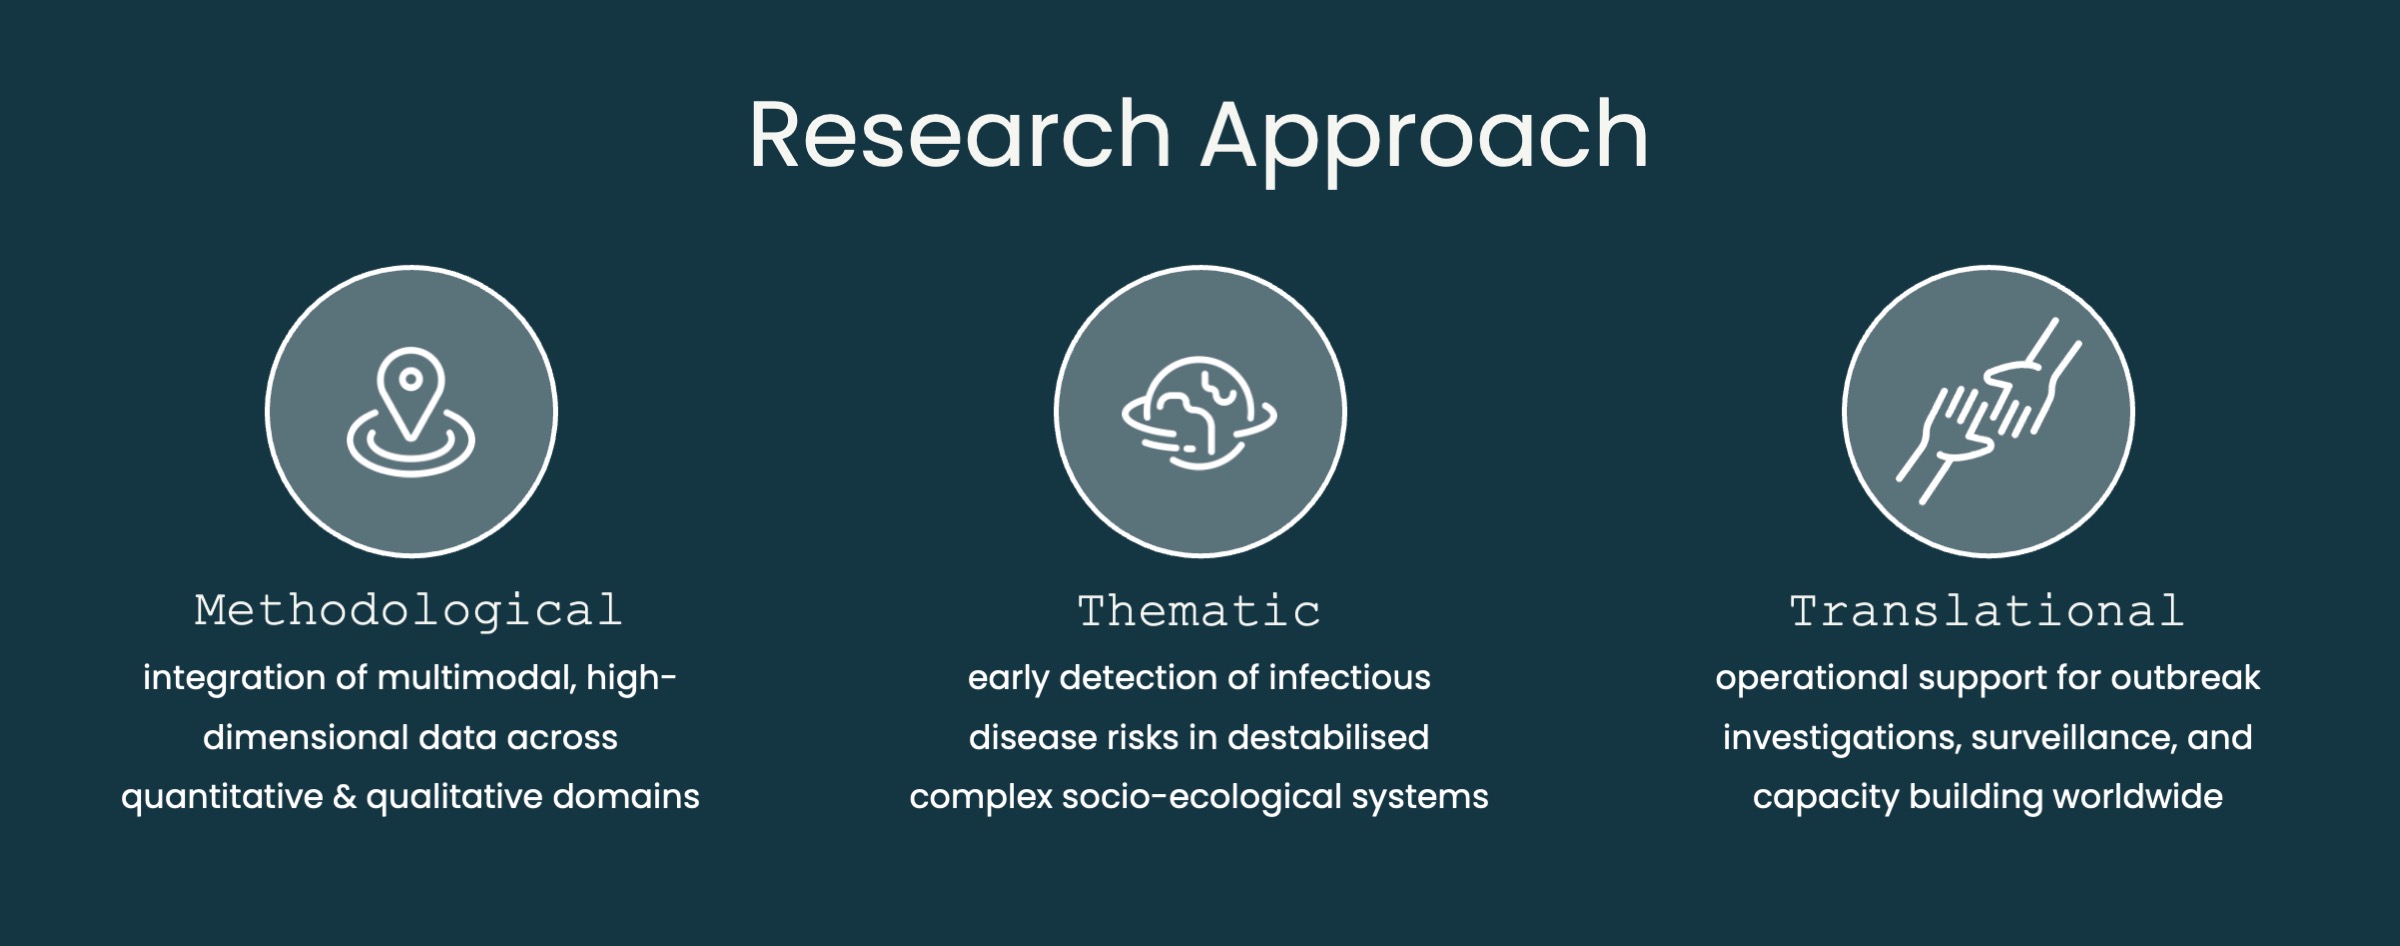 Research Approach
Methodological
integration of multimodal, high-
dimensional data across
quantitative & qualitative domains
Thematic
early detection of infectious
disease risks in destabilised
complex socio-ecological systems
Translational
operational support for outbreak
investigations, surveillance, and
capacity building worldwide